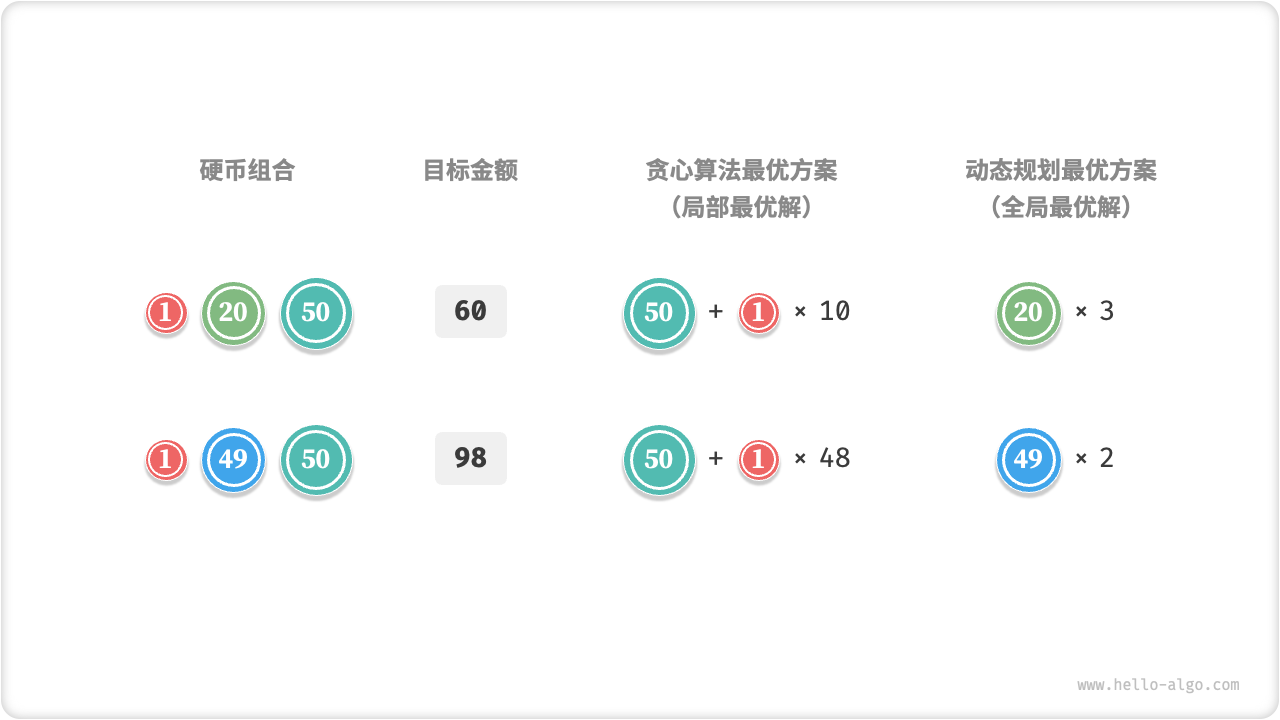 硬币组合 目标金额 贪心算法最优方案 动态规划最优方案
（局部最优解） （全局最优解）
1 20 50 60 50 + 1 × 10 20 × 3
1 49 50 98 50 + 1 × 48 49 × 2
www.hello-algo.com